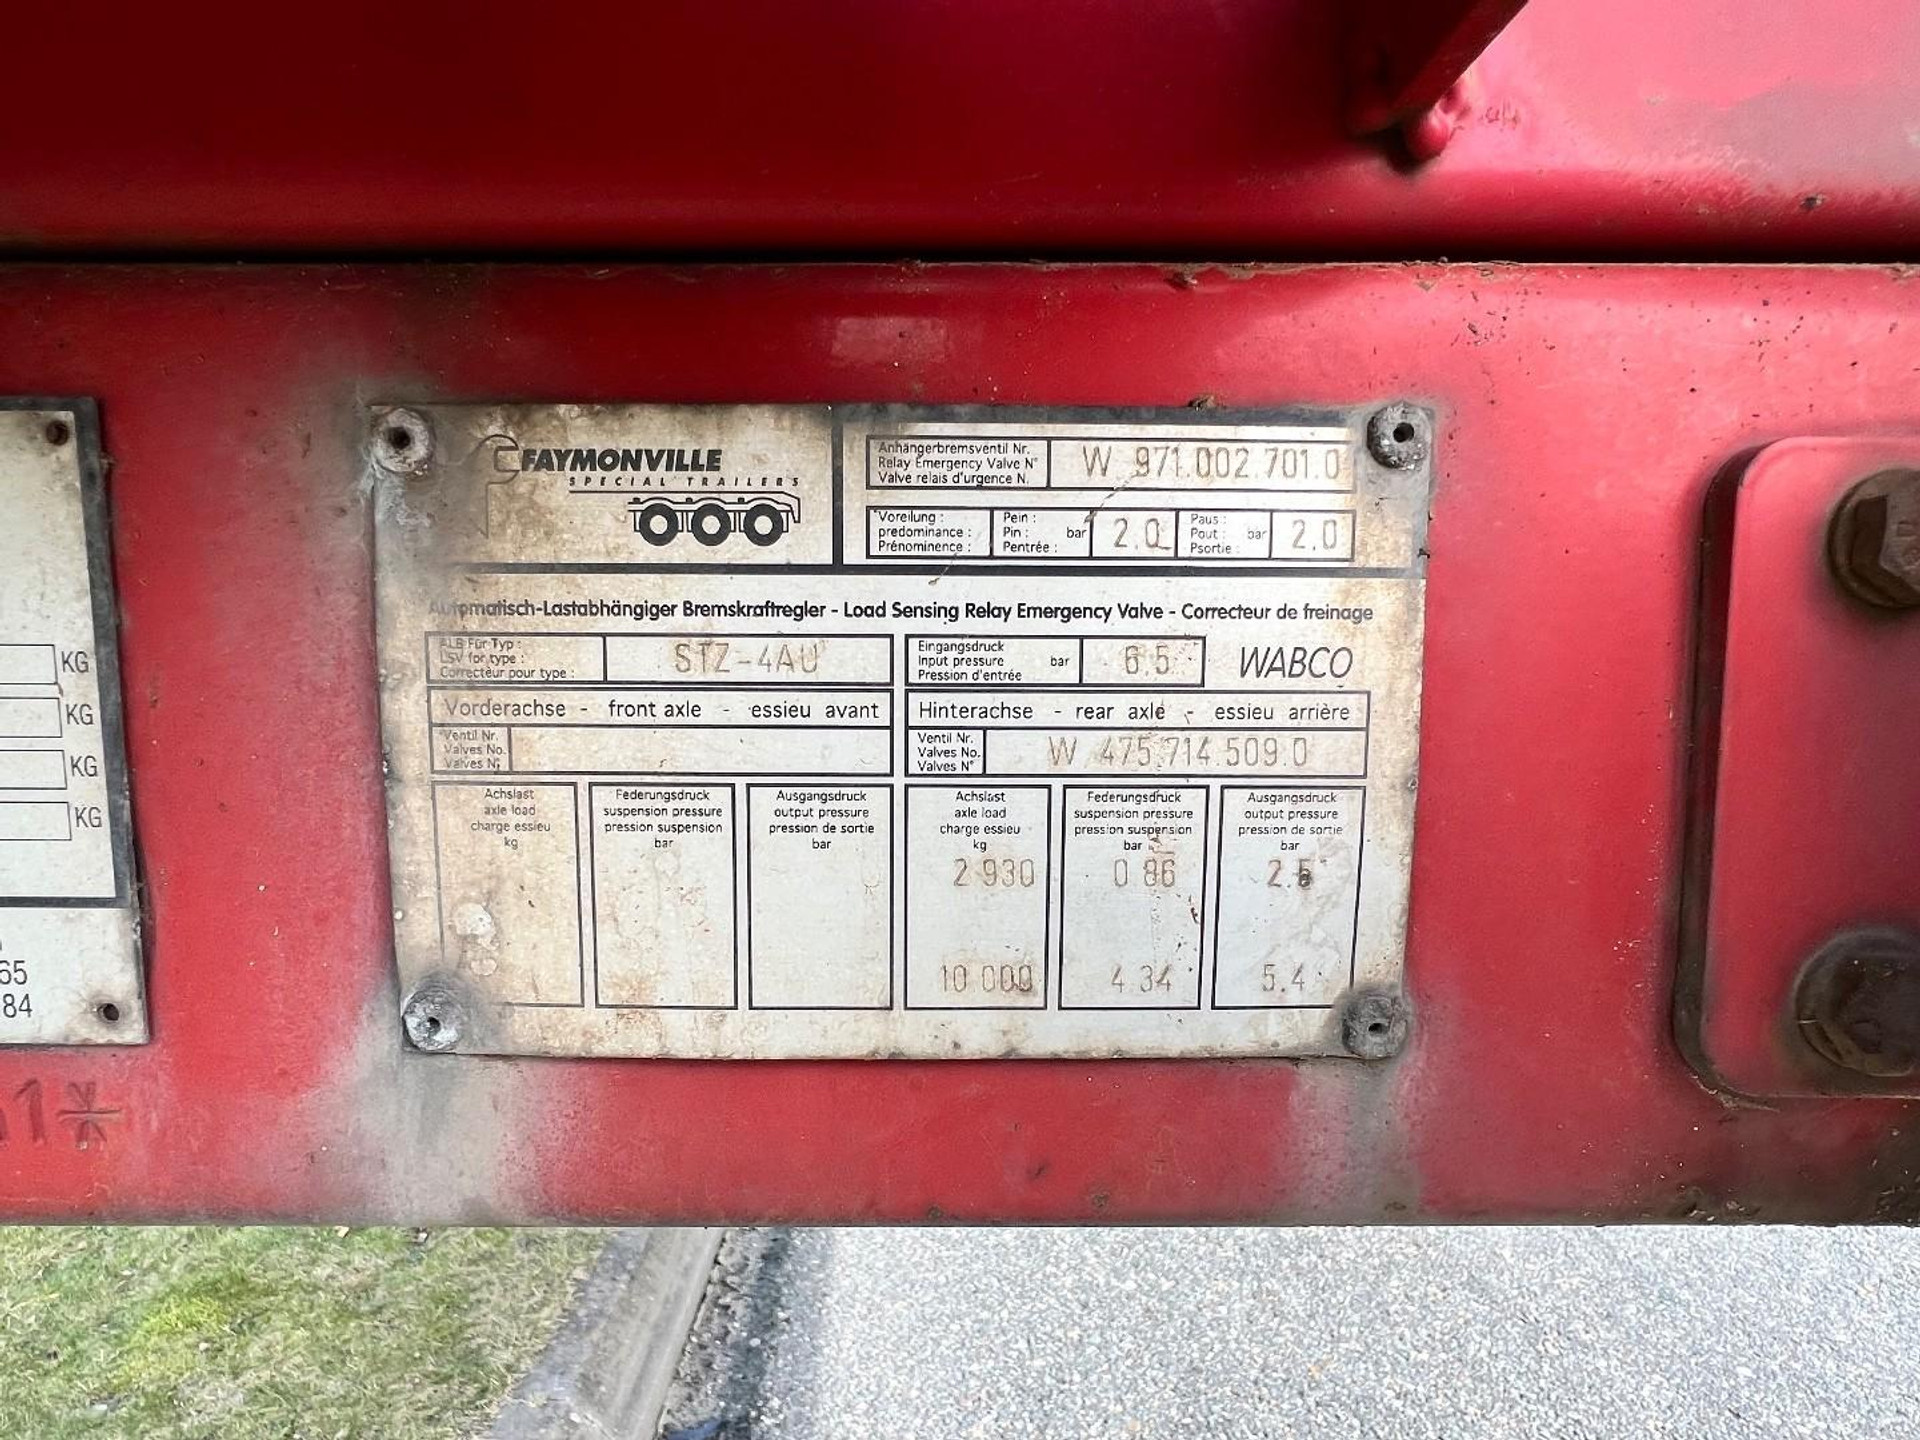 FAYMONVILLE
SPECIAL TRAILERS
Anhängerbremsventil Nr.
Relay Emergency Valve N°
Valve relais d'urgence N.
W 971.002.701.0
Voreilung :
predominance :
Prénominence :
Pein :
Pin : bar
Pentrée :
2.0
Paus :
Pout : bar
Psortie :
2.0
Automatisch-Lastabhängiger Bremskraftregler - Load Sensing Relay Emergency Valve - Correcteur de freinage
ALB Für Typ :
LSV for type :
Correcteur pour type :
STZ-4AU
Eingangsdruck
Input pressure bar
Pression d'entrée
6.5
WABCO
Vorderachse - front axle - essieu avant
Hinterachse - rear axle - essieu arrière
Ventil Nr.
Valves No.
Valves N°
Ventil Nr.
Valves No.
Valves N°
W 475.714.509.0
Achslast
axle load
charge essieu
kg
Federungsdruck
suspension pressure
pression suspension
bar
Ausgangsdruck
output pressure
pression de sortie
bar
Achslast
axle load
charge essieu
kg
2 930
10 000
Federungsdruck
suspension pressure
pression suspension
bar
0.86
4.34
Ausgangsdruck
output pressure
pression de sortie
bar
5.4
KG
KG
KG
KG
65
84